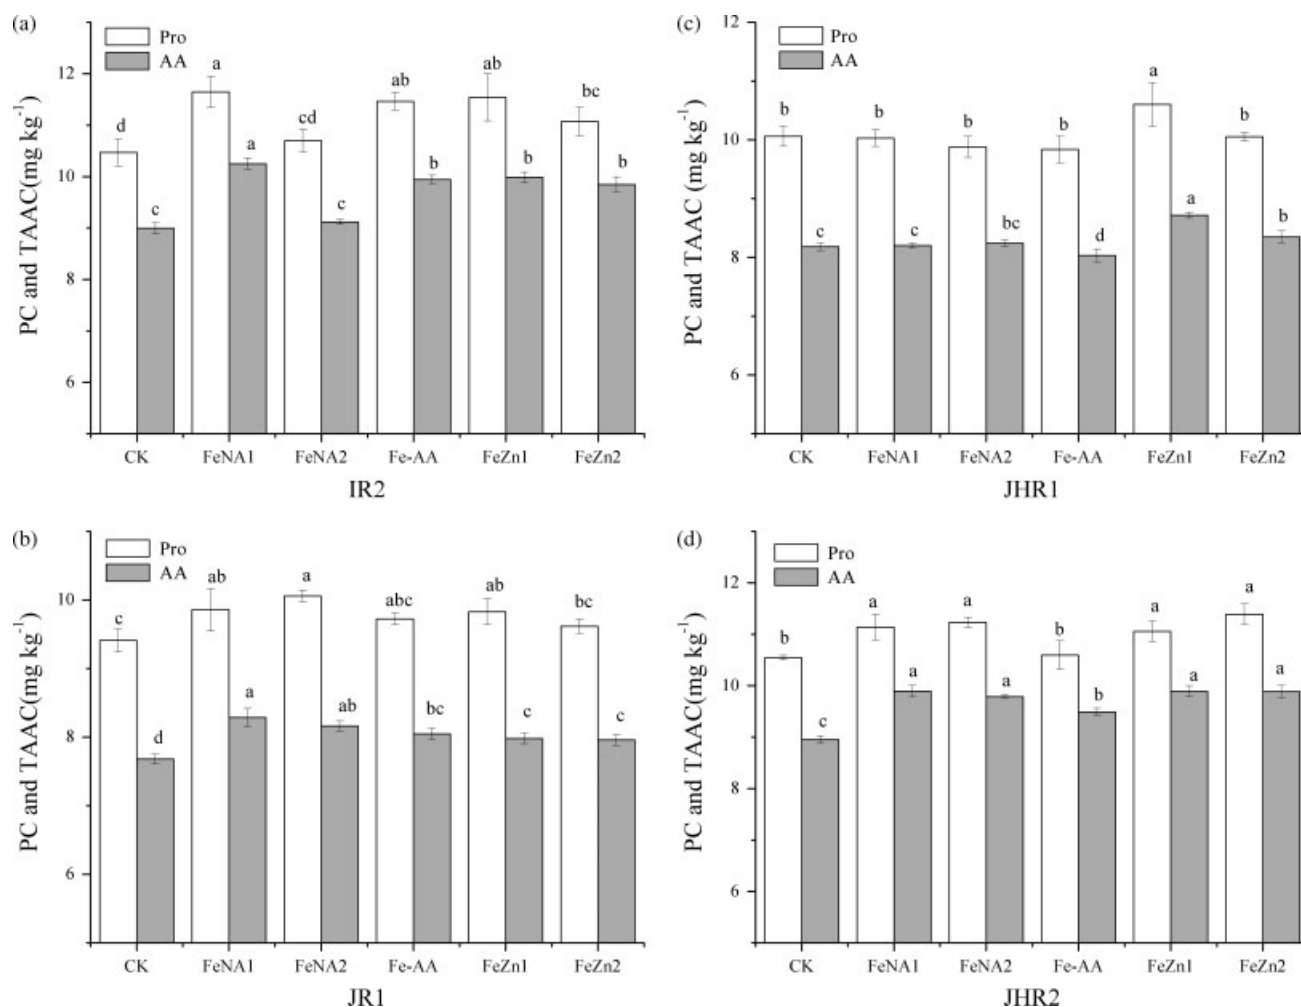 (a)
Pro
AA
12
10
8
6
PC and TAAC(mg kg-1)
d c a a cd c ab b ab b bc b
CK FeNA1 FeNA2 Fe-AA FeZn1 FeZn2
IR2
(b)
Pro
AA
10
8
6
PC and TAAC(mg kg-1)
c d ab a a ab abc bc ab c bc c
CK FeNA1 FeNA2 Fe-AA FeZn1 FeZn2
JR1
(c)
Pro
AA
12
10
8
6
PC and TAAC (mg kg-1)
b c b c b bc b d a a b b
CK FeNA1 FeNA2 Fe-AA FeZn1 FeZn2
JHR1
(d)
Pro
AA
12
10
8
6
PC and TAAC(mg kg-1)
b c a a a a b b a a a a
CK FeNA1 FeNA2 Fe-AA FeZn1 FeZn2
JHR2